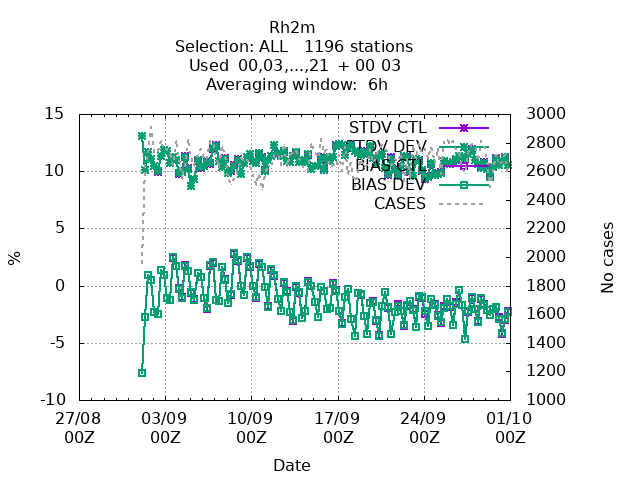 Rh2m
Selection: ALL   1196 stations
Used  00,03,...,21  + 00 03
Averaging window:  6h
STDV CTL
STDV DEV
BIAS CTL
BIAS DEV
CASES
15
10
5
0
-5
-10
%
3000
2800
2600
2400
2200
2000
1800
1600
1400
1200
1000
No cases
27/08 03/09 10/09 17/09 24/09 01/10
00Z 00Z 00Z 00Z 00Z 00Z
Date